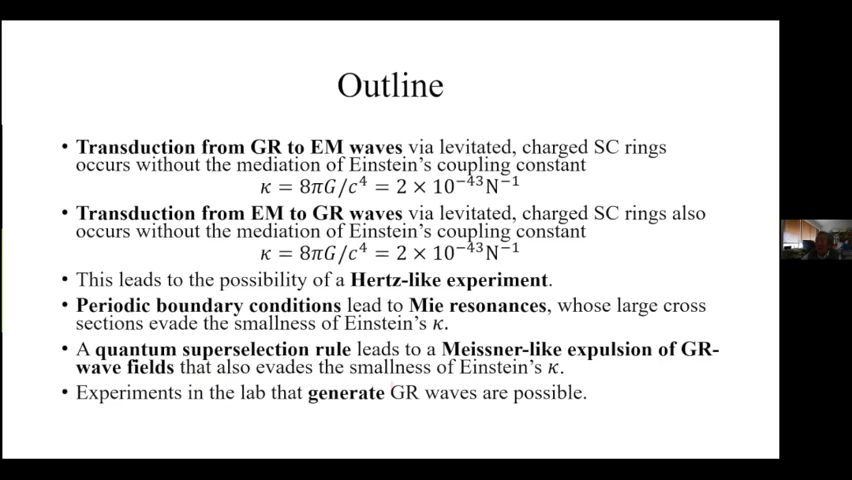 Outline
• Transduction from GR to EM waves via levitated, charged SC rings
occurs without the mediation of Einstein's coupling constant
κ = 8πG/c⁴ = 2 × 10⁻⁴³N⁻¹
• Transduction from EM to GR waves via levitated, charged SC rings also
occurs without the mediation of Einstein's coupling constant
κ = 8πG/c⁴ = 2 × 10⁻⁴³N⁻¹
• This leads to the possibility of a Hertz-like experiment.
• Periodic boundary conditions lead to Mie resonances, whose large cross
sections evade the smallness of Einstein's κ.
• A quantum superselection rule leads to a Meissner-like expulsion of GR-
wave fields that also evades the smallness of Einstein's κ.
• Experiments in the lab that generate GR waves are possible.